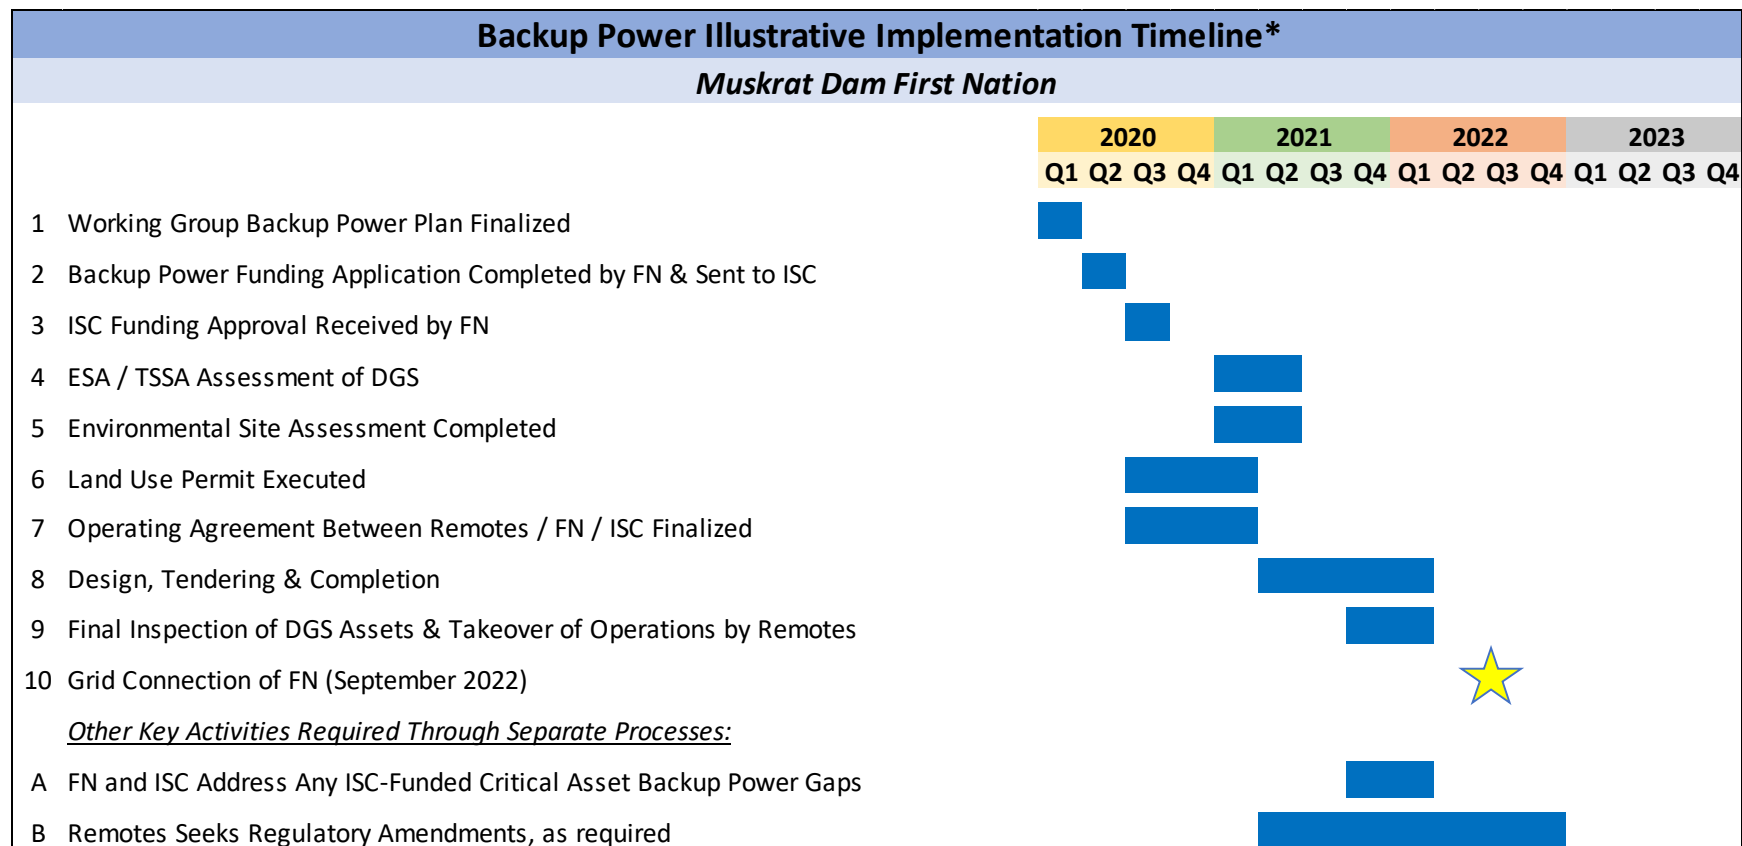 Backup Power Illustrative Implementation Timeline*
Muskrat Dam First Nation
2020 2021 2022 2023
Q1 Q2 Q3 Q4 Q1 Q2 Q3 Q4 Q1 Q2 Q3 Q4 Q1 Q2 Q3 Q4
1 Working Group Backup Power Plan Finalized
2 Backup Power Funding Application Completed by FN & Sent to ISC
3 ISC Funding Approval Received by FN
4 ESA / TSSA Assessment of DGS
5 Environmental Site Assessment Completed
6 Land Use Permit Executed
7 Operating Agreement Between Remotes / FN / ISC Finalized
8 Design, Tendering & Completion
9 Final Inspection of DGS Assets & Takeover of Operations by Remotes
10 Grid Connection of FN (September 2022)
Other Key Activities Required Through Separate Processes:
A FN and ISC Address Any ISC-Funded Critical Asset Backup Power Gaps
B Remotes Seeks Regulatory Amendments, as required